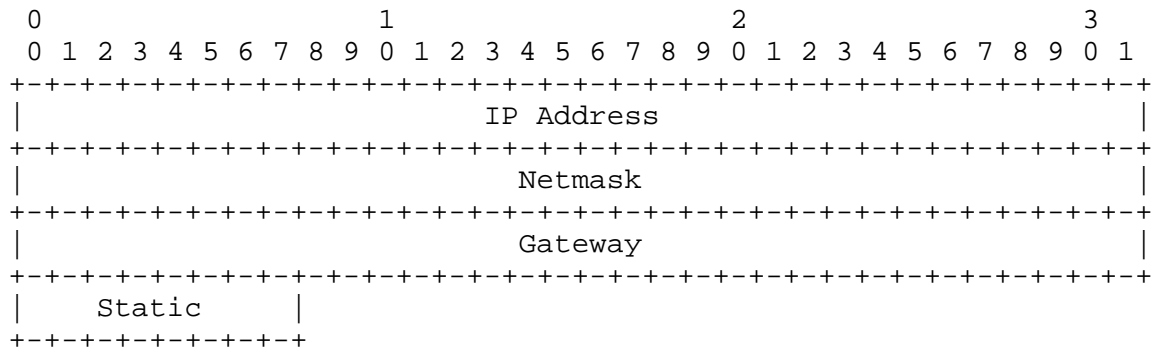 0                   1                   2                   3
 0 1 2 3 4 5 6 7 8 9 0 1 2 3 4 5 6 7 8 9 0 1 2 3 4 5 6 7 8 9 0 1
+-+-+-+-+-+-+-+-+-+-+-+-+-+-+-+-+-+-+-+-+-+-+-+-+-+-+-+-+-+-+-+-+
|                          IP Address                           |
+-+-+-+-+-+-+-+-+-+-+-+-+-+-+-+-+-+-+-+-+-+-+-+-+-+-+-+-+-+-+-+-+
|                            Netmask                            |
+-+-+-+-+-+-+-+-+-+-+-+-+-+-+-+-+-+-+-+-+-+-+-+-+-+-+-+-+-+-+-+-+
|                            Gateway                            |
+-+-+-+-+-+-+-+-+-+-+-+-+-+-+-+-+-+-+-+-+-+-+-+-+-+-+-+-+-+-+-+-+
|    Static     |
+-+-+-+-+-+-+-+-+